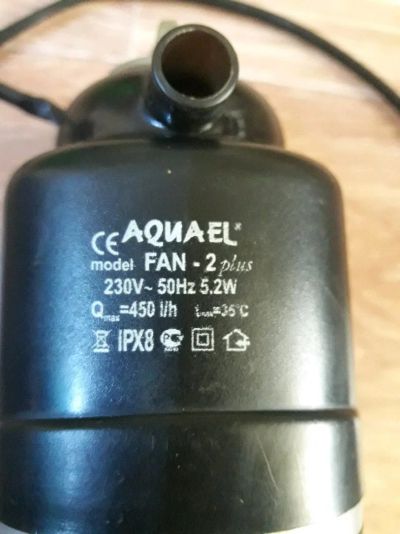 CE AQUAEL®
model FAN - 2 plus
230V~ 50Hz 5.2W
Qmax=450 l/h tmax=35°C
IPX8